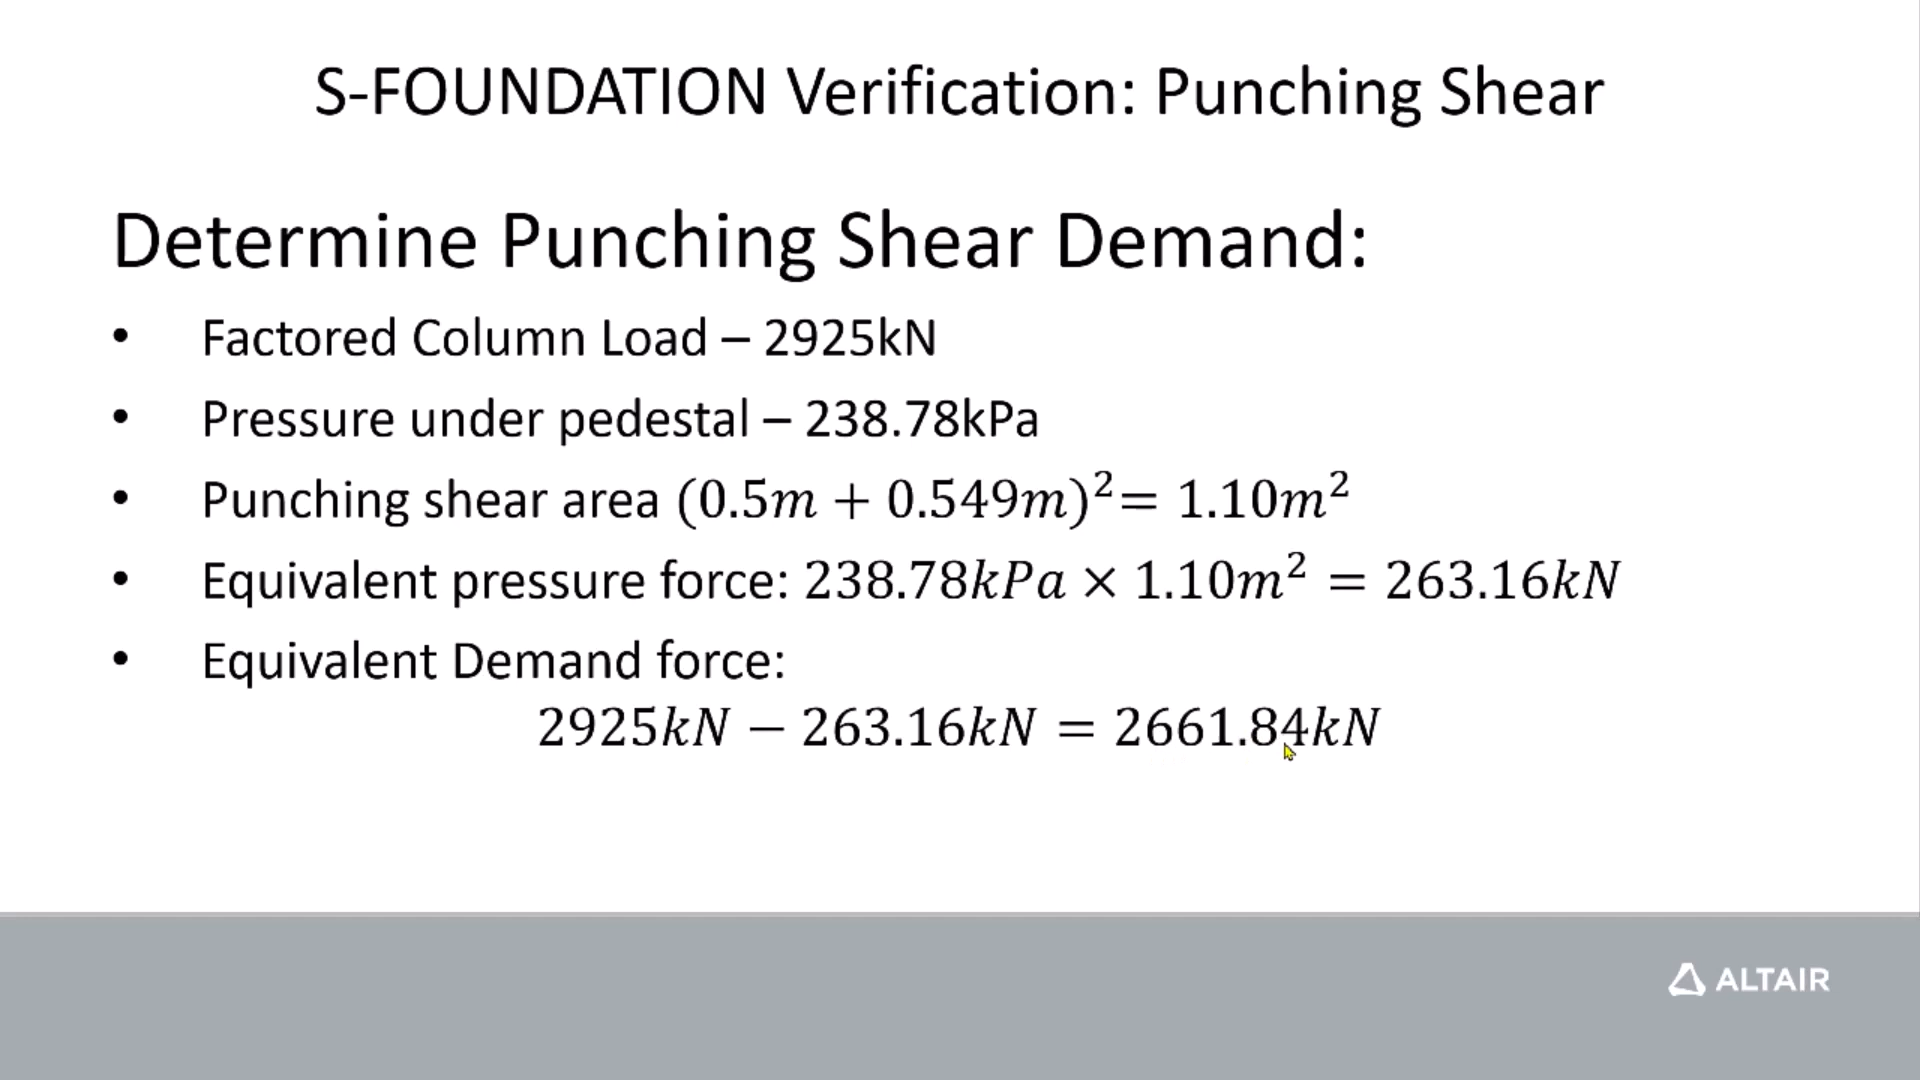 S-FOUNDATION Verification: Punching Shear
Determine Punching Shear Demand:
• Factored Column Load – 2925kN
• Pressure under pedestal – 238.78kPa
• Punching shear area (0.5m + 0.549m)²= 1.10m²
• Equivalent pressure force: 238.78kPa × 1.10m² = 263.16kN
• Equivalent Demand force:
2925kN − 263.16kN = 2661.84kN
ALTAIR